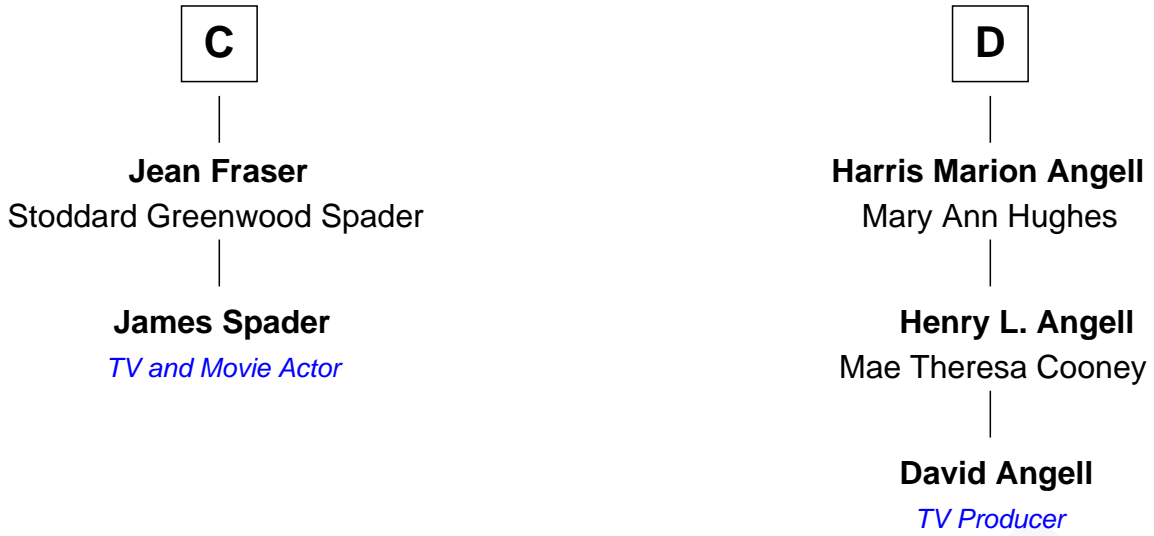 C
Jean Fraser
Stoddard Greenwood Spader
James Spader
TV and Movie Actor
D
Harris Marion Angell
Mary Ann Hughes
Henry L. Angell
Mae Theresa Cooney
David Angell
TV Producer